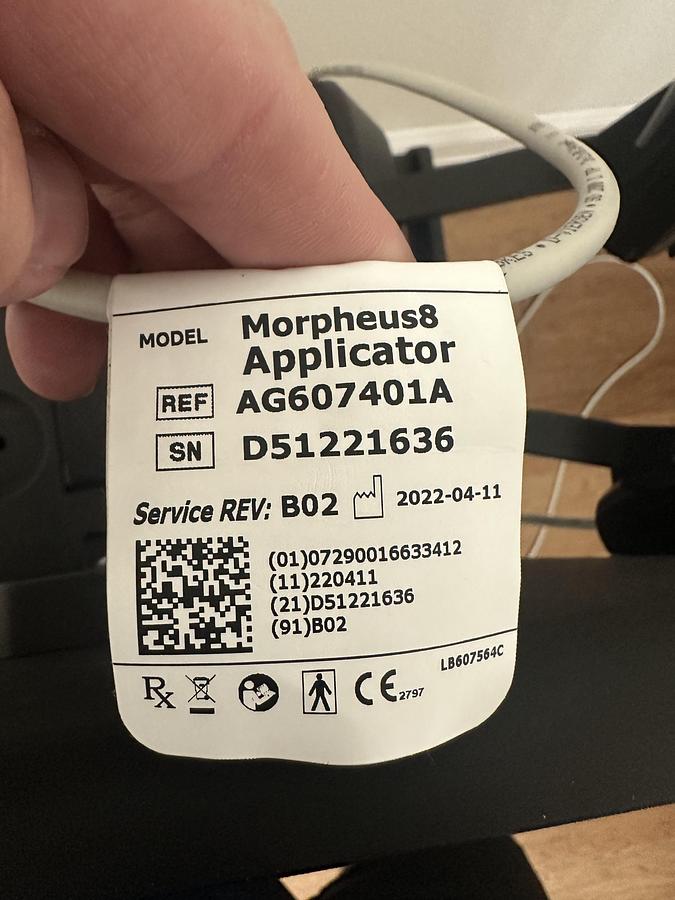 MODEL Morpheus8
Applicator
REF AG607401A
SN D51221636
Service REV: B02 2022-04-11
(01)07290016633412
(11)220411
(21)D51221636
(91)B02
LB607564C
Rx CE 2797